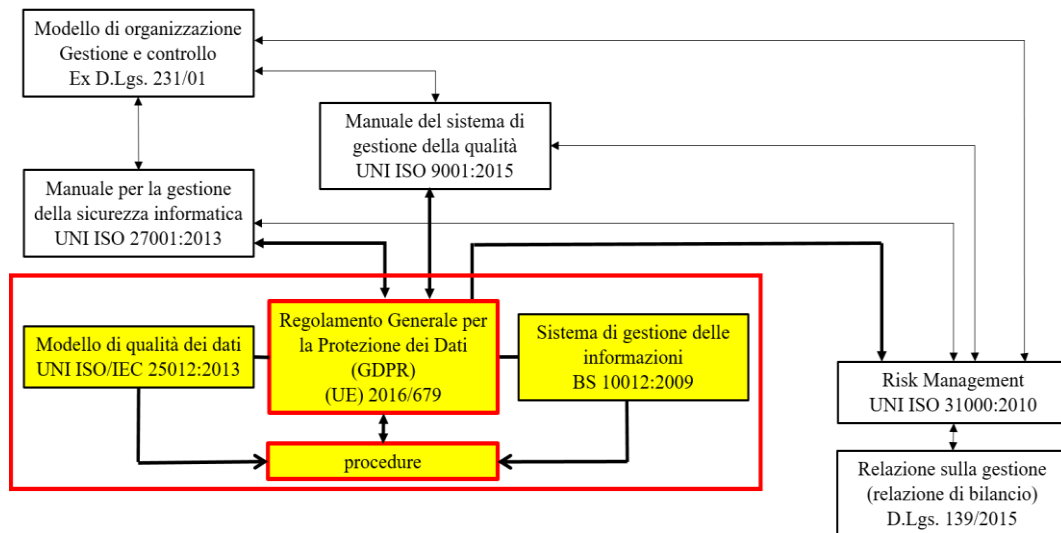 Modello di organizzazione
Gestione e controllo
Ex D.Lgs. 231/01
Manuale del sistema di
gestione della qualità
UNI ISO 9001:2015
Manuale per la gestione
della sicurezza informatica
UNI ISO 27001:2013
Modello di qualità dei dati
UNI ISO/IEC 25012:2013
Regolamento Generale per
la Protezione dei Dati
(GDPR)
(UE) 2016/679
Sistema di gestione delle
informazioni
BS 10012:2009
Risk Management
UNI ISO 31000:2010
procedure
Relazione sulla gestione
(relazione di bilancio)
D.Lgs. 139/2015